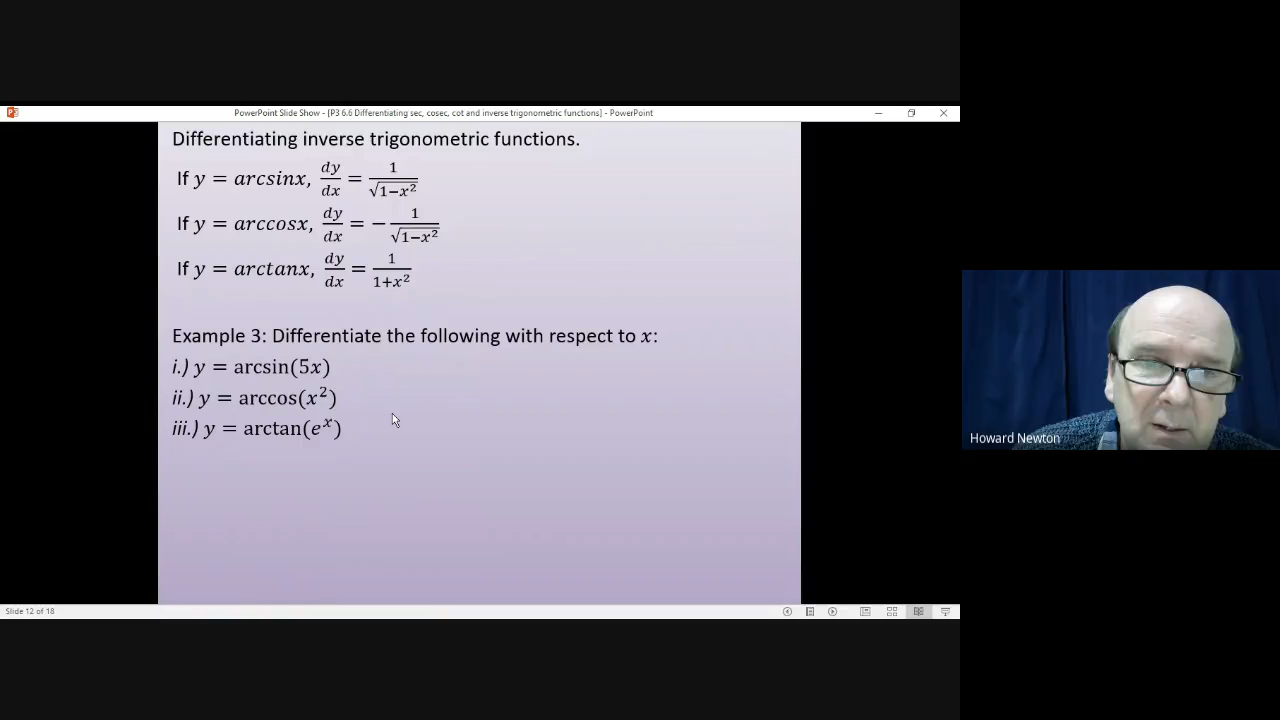 PowerPoint Slide Show - [P3 6.6 Differentiating sec, cosec, cot and inverse trigonometric functions] - PowerPoint
Differentiating inverse trigonometric functions.
If y = arcsinx, dy/dx = 1/√(1−x²)
If y = arccosx, dy/dx = − 1/√(1−x²)
If y = arctanx, dy/dx = 1/(1+x²)
Example 3: Differentiate the following with respect to x:
i.) y = arcsin(5x)
ii.) y = arccos(x²)
iii.) y = arctan(eˣ)
Howard Newton
Slide 12 of 18